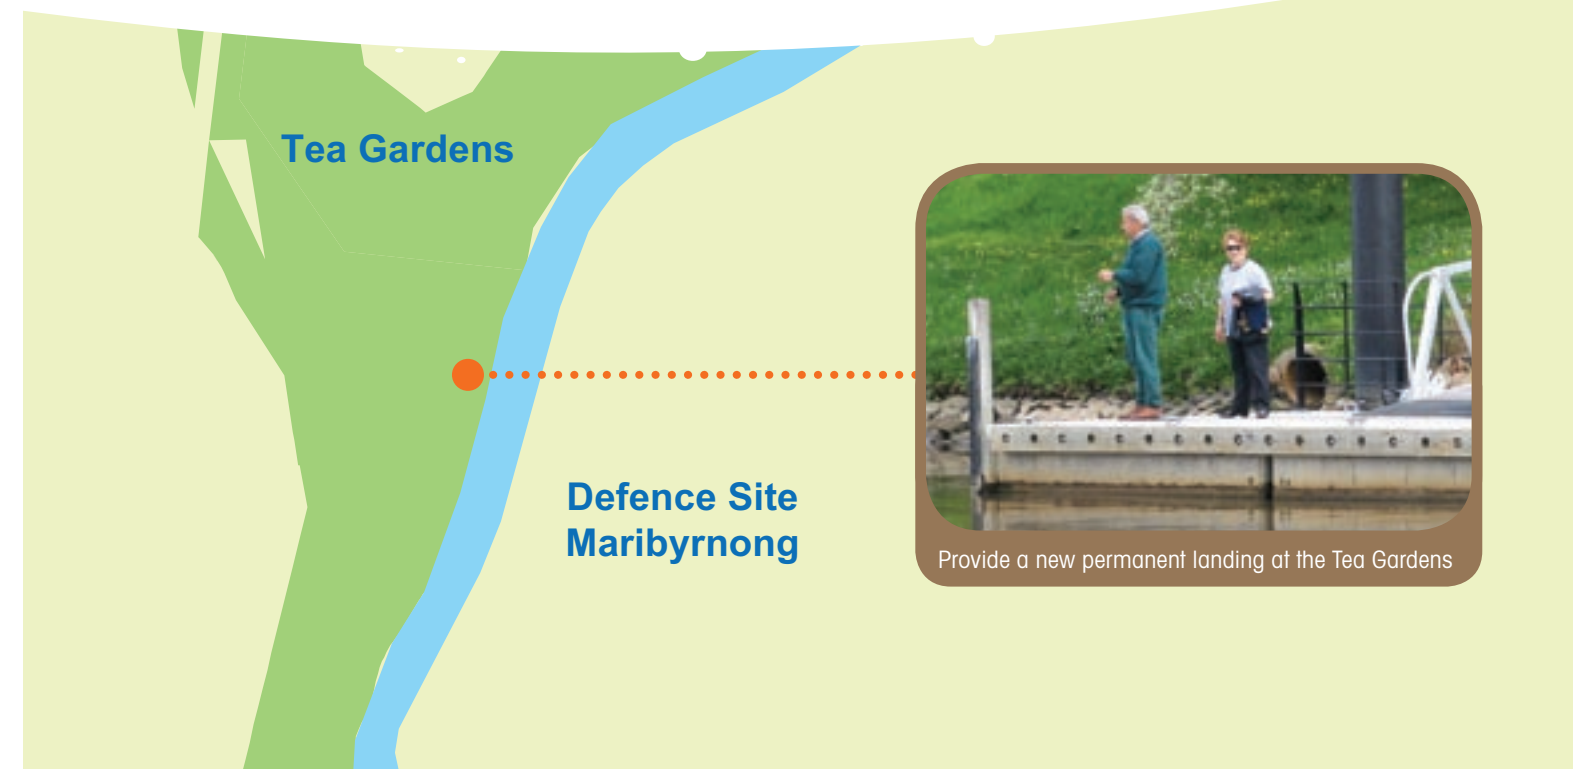 Tea Gardens
Defence Site
Maribyrnong
Provide a new permanent landing at the Tea Gardens